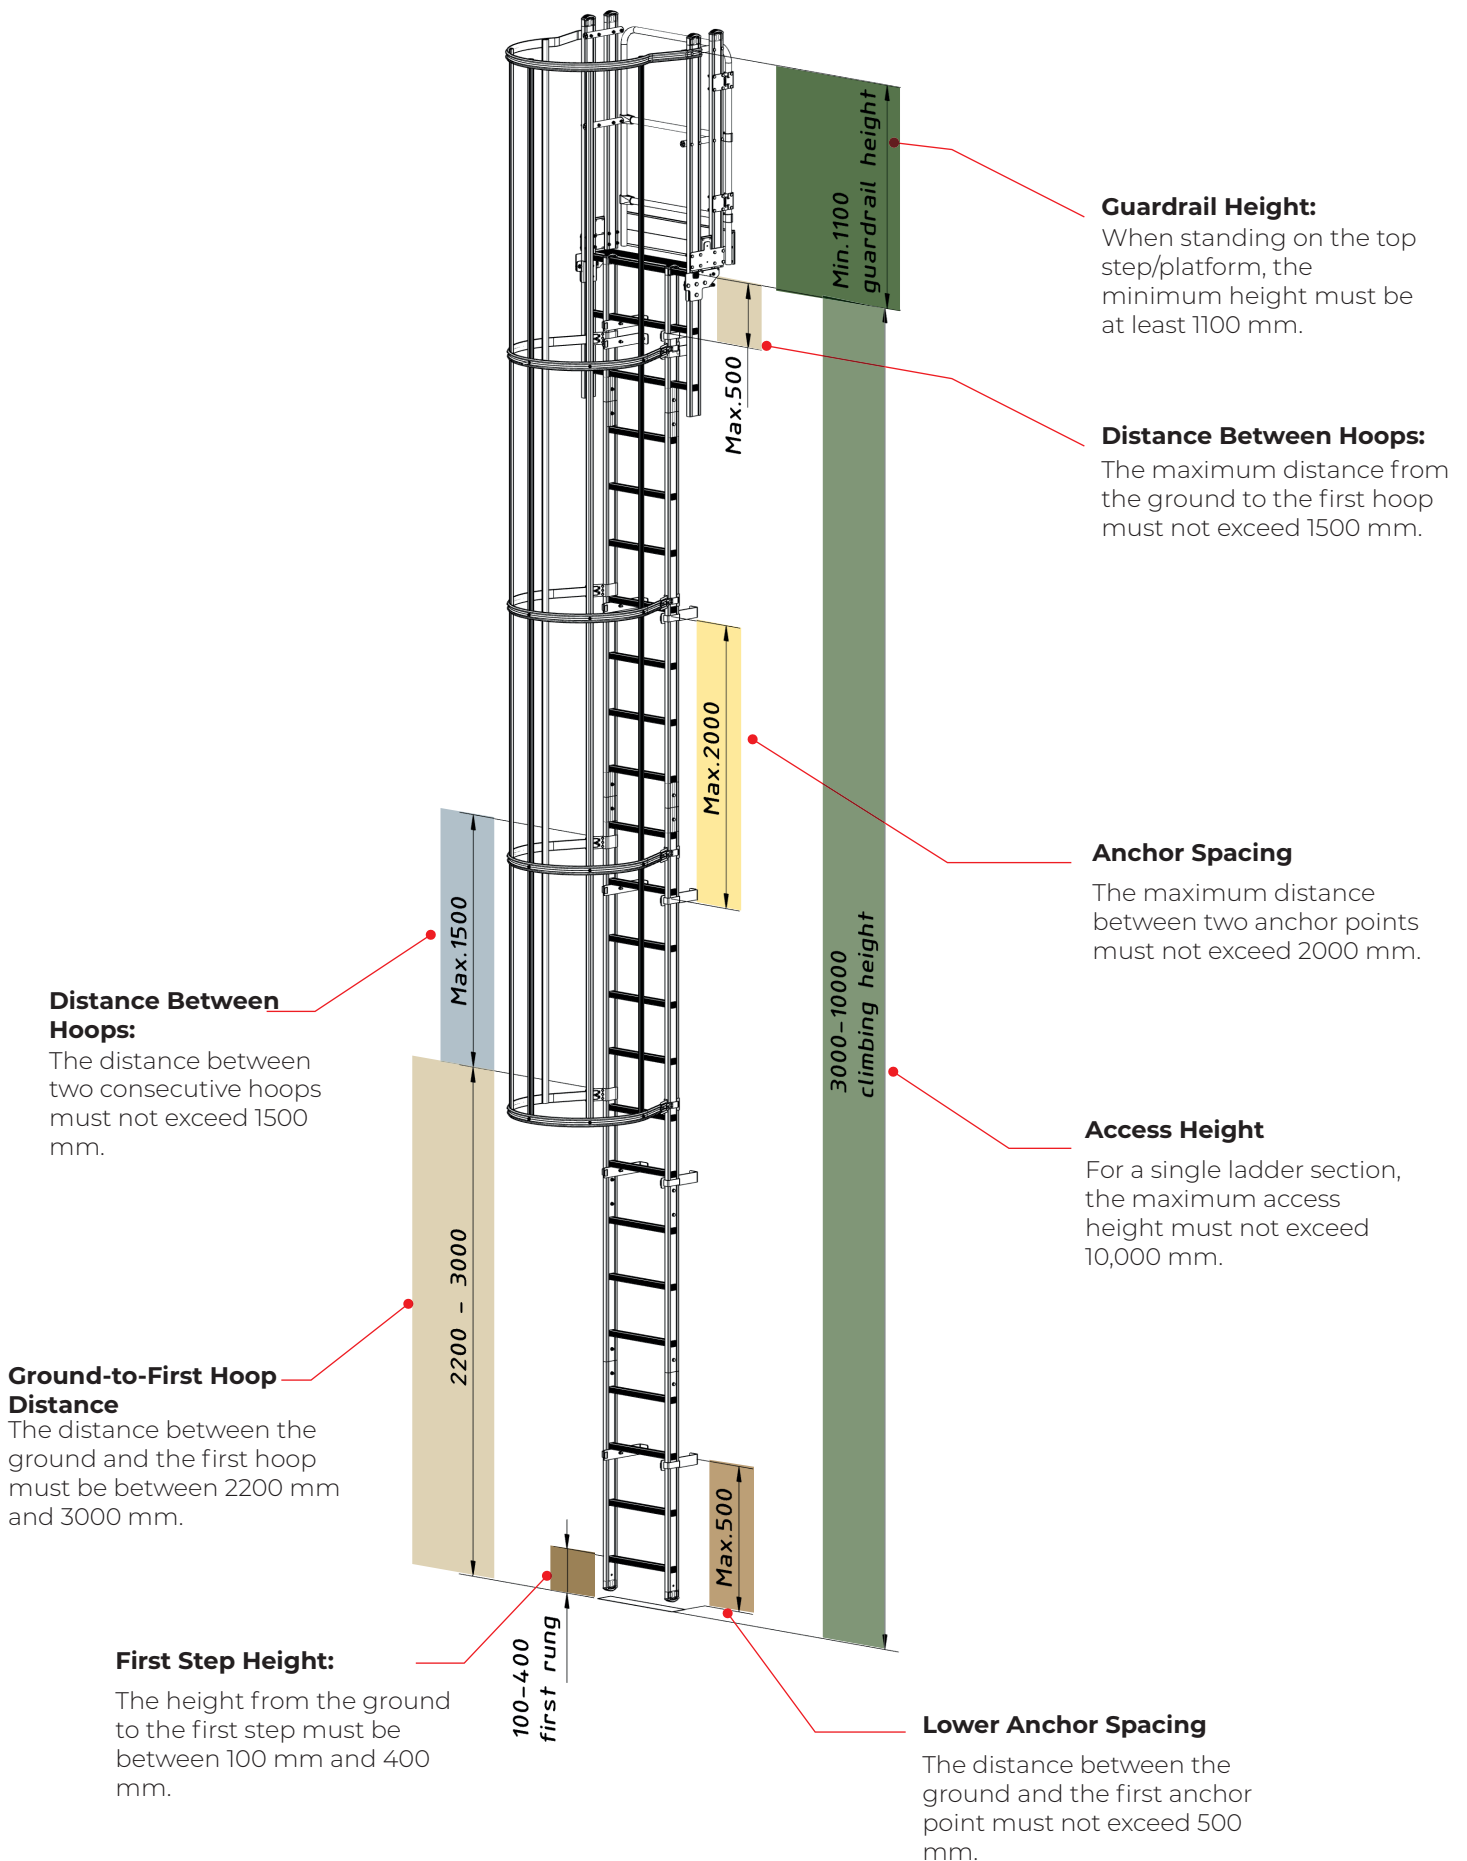 Min.1100
guardrail height
Guardrail Height:
When standing on the top
step/platform, the
minimum height must be
at least 1100 mm.
Max.500
Distance Between Hoops:
The maximum distance from
the ground to the first hoop
must not exceed 1500 mm.
Max.2000
Anchor Spacing
The maximum distance
between two anchor points
must not exceed 2000 mm.
Max.1500
Distance Between
Hoops:
The distance between
two consecutive hoops
must not exceed 1500
mm.
3000-10000
climbing height
Access Height
For a single ladder section,
the maximum access
height must not exceed
10,000 mm.
2200 - 3000
Ground-to-First Hoop
Distance
The distance between the
ground and the first hoop
must be between 2200 mm
and 3000 mm.
Max.500
100-400
first rung
First Step Height:
The height from the ground
to the first step must be
between 100 mm and 400
mm.
Lower Anchor Spacing
The distance between the
ground and the first anchor
point must not exceed 500
mm.